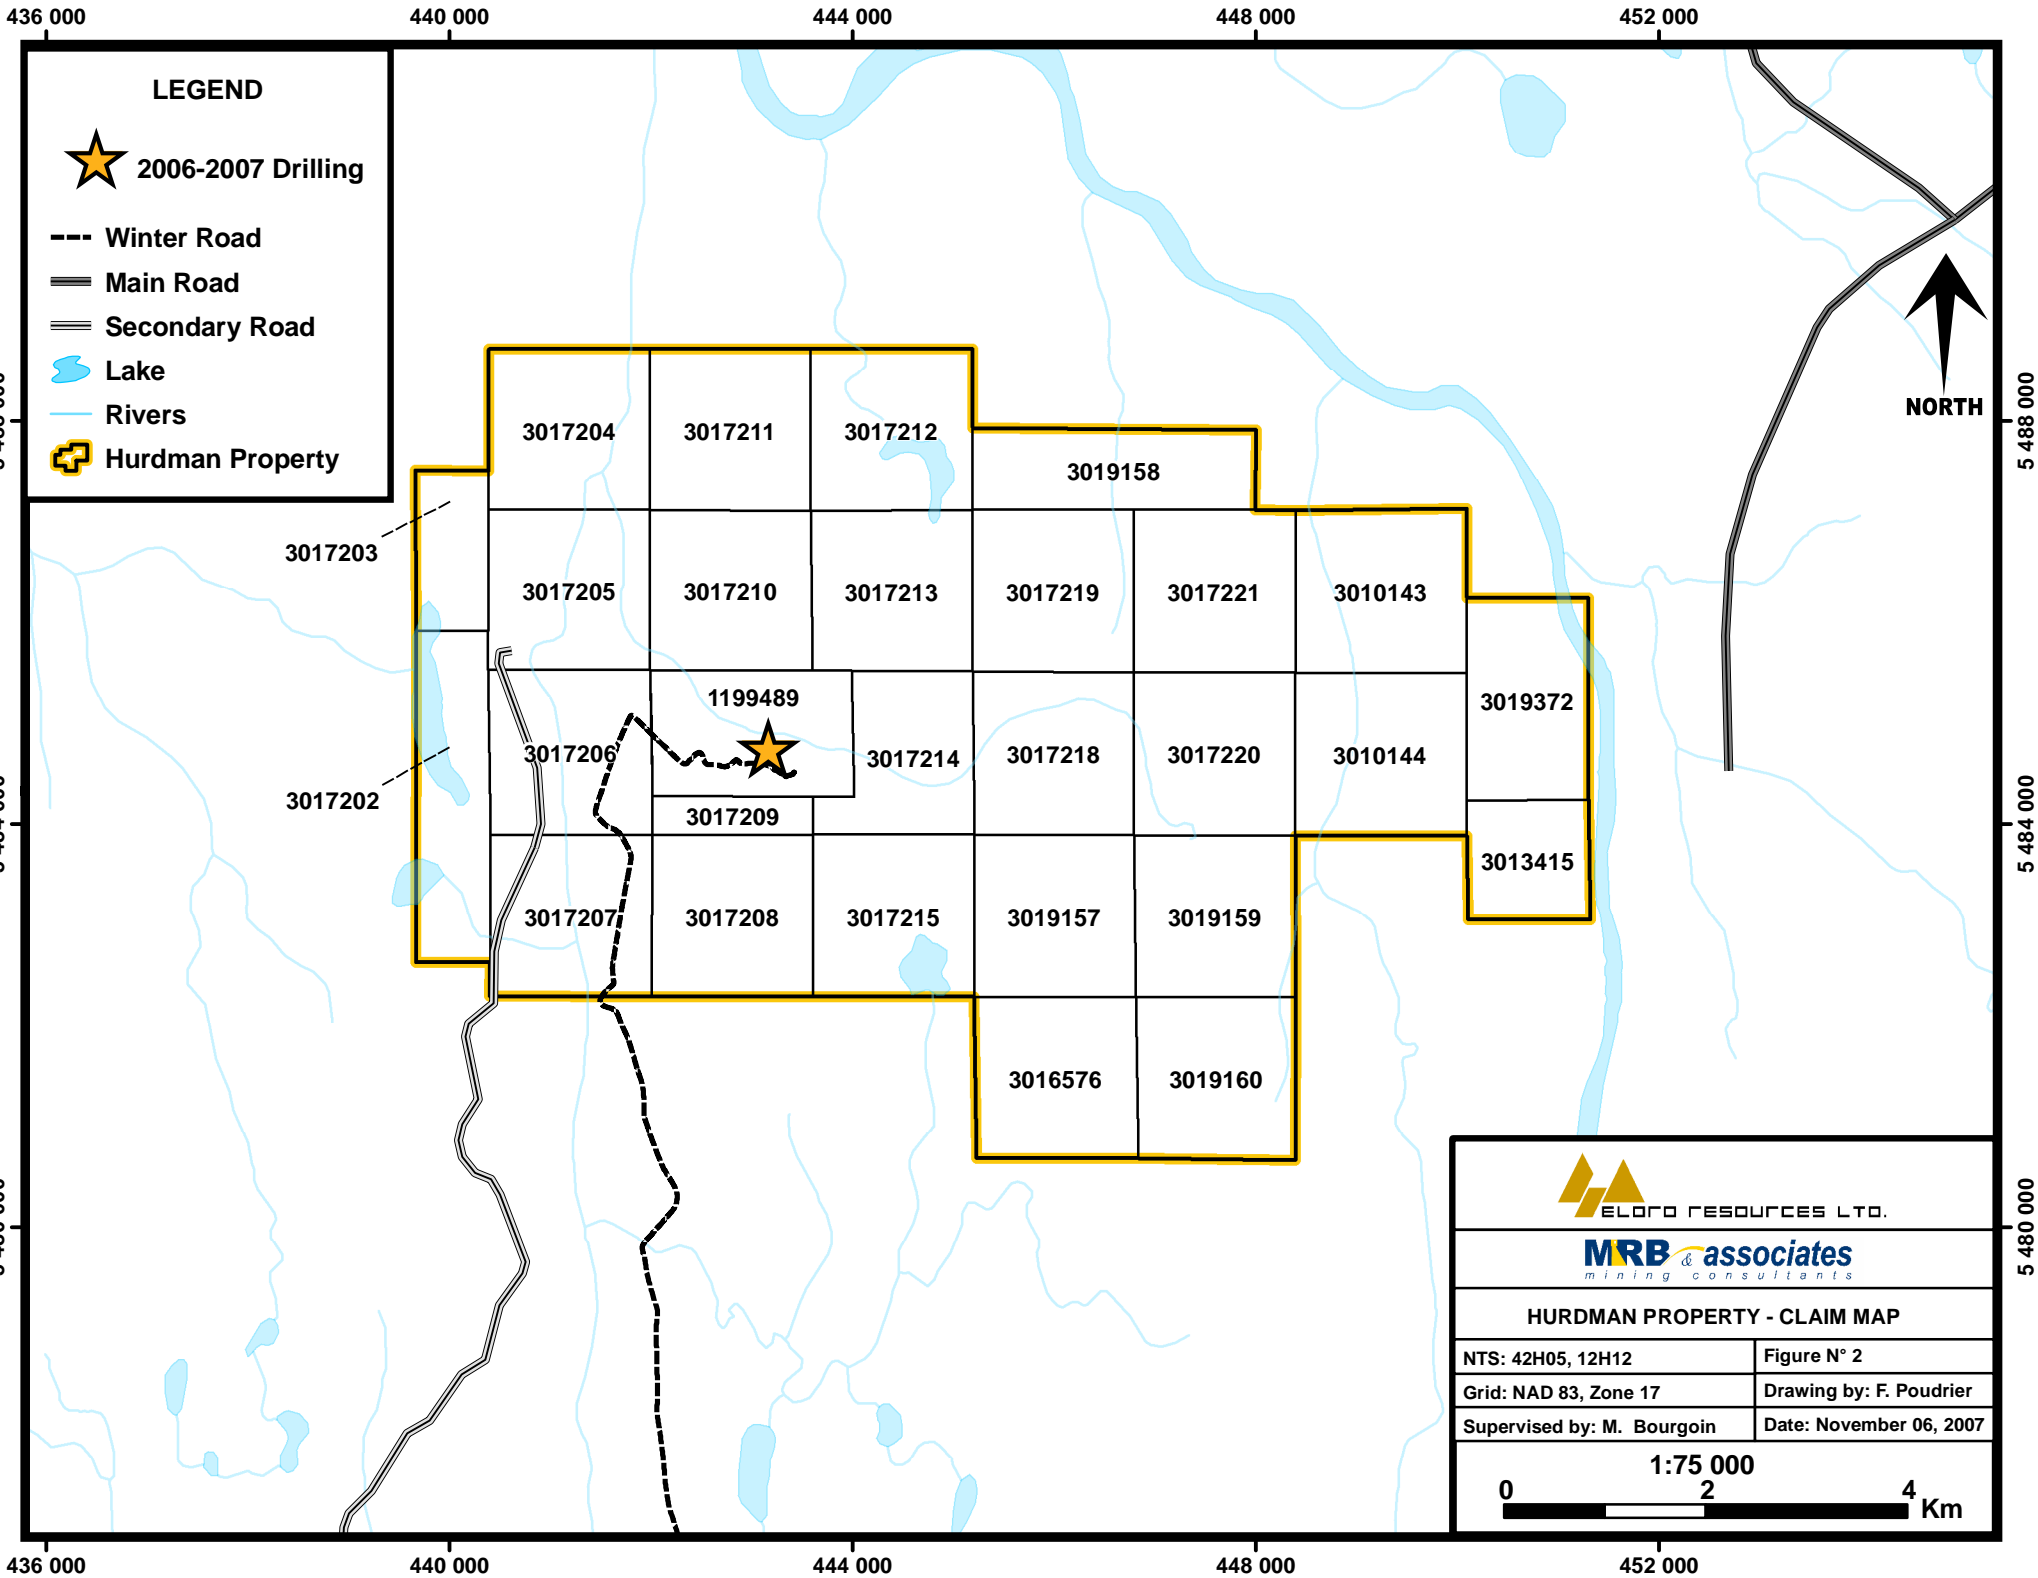 436 000
440 000
444 000
448 000
452 000
LEGEND
2006-2007 Drilling
Winter Road
Main Road
Secondary Road
Lake
Rivers
Hurdman Property
NORTH
5 488 000
5 484 000
5 480 000
3017204
3017211
3017212
3019158
3017203
3017205
3017210
3017213
3017219
3017221
3010143
1199489
3019372
3017206
3017214
3017218
3017220
3010144
3017202
3017209
3013415
3017207
3017208
3017215
3019157
3019159
3016576
3019160
ELORO RESOURCES LTD.
MRB & associates
mining consultants
HURDMAN PROPERTY - CLAIM MAP
NTS: 42H05, 12H12
Figure N° 2
Grid: NAD 83, Zone 17
Drawing by: F. Poudrier
Supervised by: M. Bourgoin
Date: November 06, 2007
1:75 000
0 2 4
Km
436 000
440 000
444 000
448 000
452 000